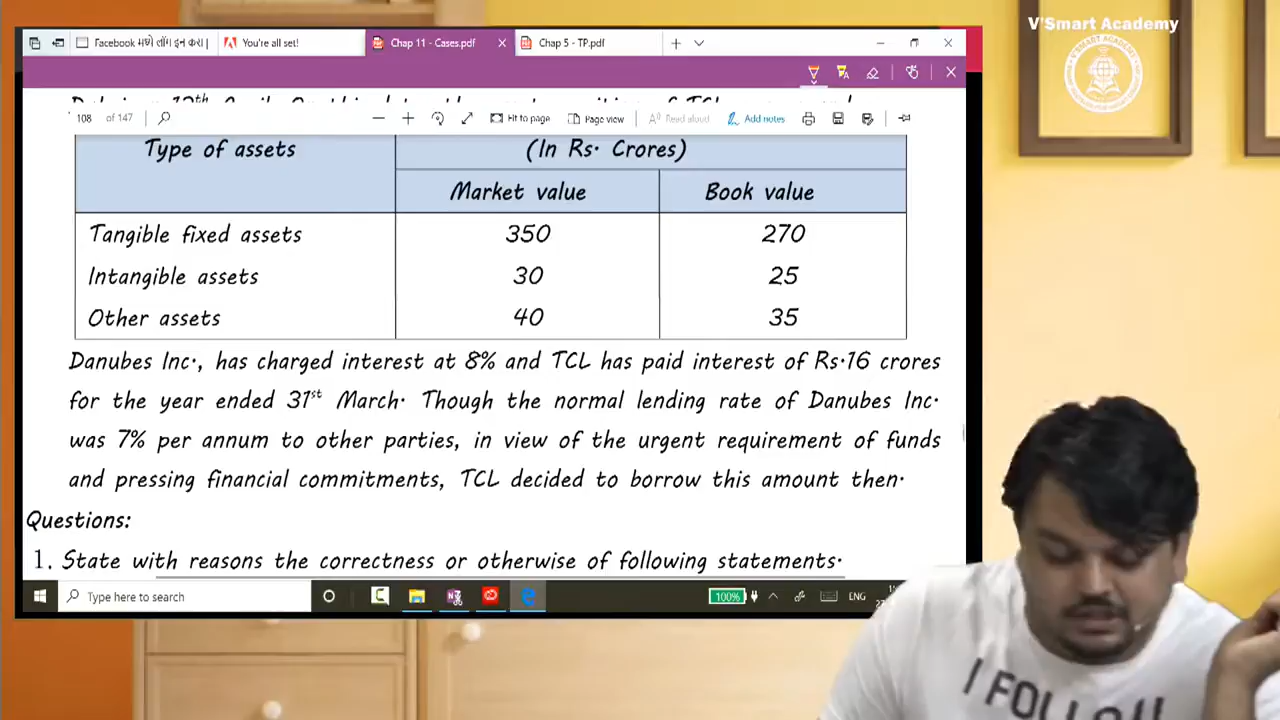 V'Smart Academy
Facebook मध्ये लॉग इन करा |
You're all set!
Chap 11 - Cases.pdf
Chap 5 - TP.pdf
108 of 147
Fit to page
Page view
Read aloud
Add notes
Type of assets
(In Rs. Crores)
Market value
Book value
Tangible fixed assets 350 270
Intangible assets 30 25
Other assets 40 35
Danubes Inc., has charged interest at 8% and TCL has paid interest of Rs.16 crores
for the year ended 31st March. Though the normal lending rate of Danubes Inc.
was 7% per annum to other parties, in view of the urgent requirement of funds
and pressing financial commitments, TCL decided to borrow this amount then.
Questions:
1. State with reasons the correctness or otherwise of following statements.
Type here to search
100%
ENG
I FOLLOW